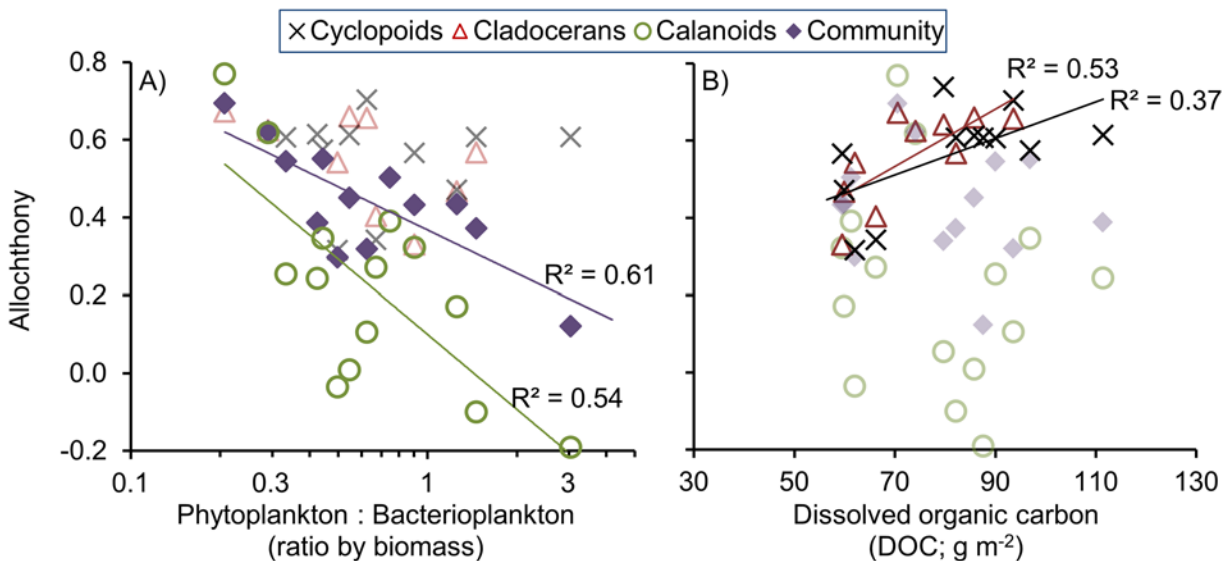 Cyclopoids Cladocerans Calanoids Community
A)
B)
Allochthony
0.8
0.6
0.4
0.2
0.0
-0.2
R² = 0.61
R² = 0.54
0.1 0.3 1 3
Phytoplankton : Bacterioplankton
(ratio by biomass)
R² = 0.53
R² = 0.37
30 50 70 90 110 130
Dissolved organic carbon
(DOC; g m⁻²)